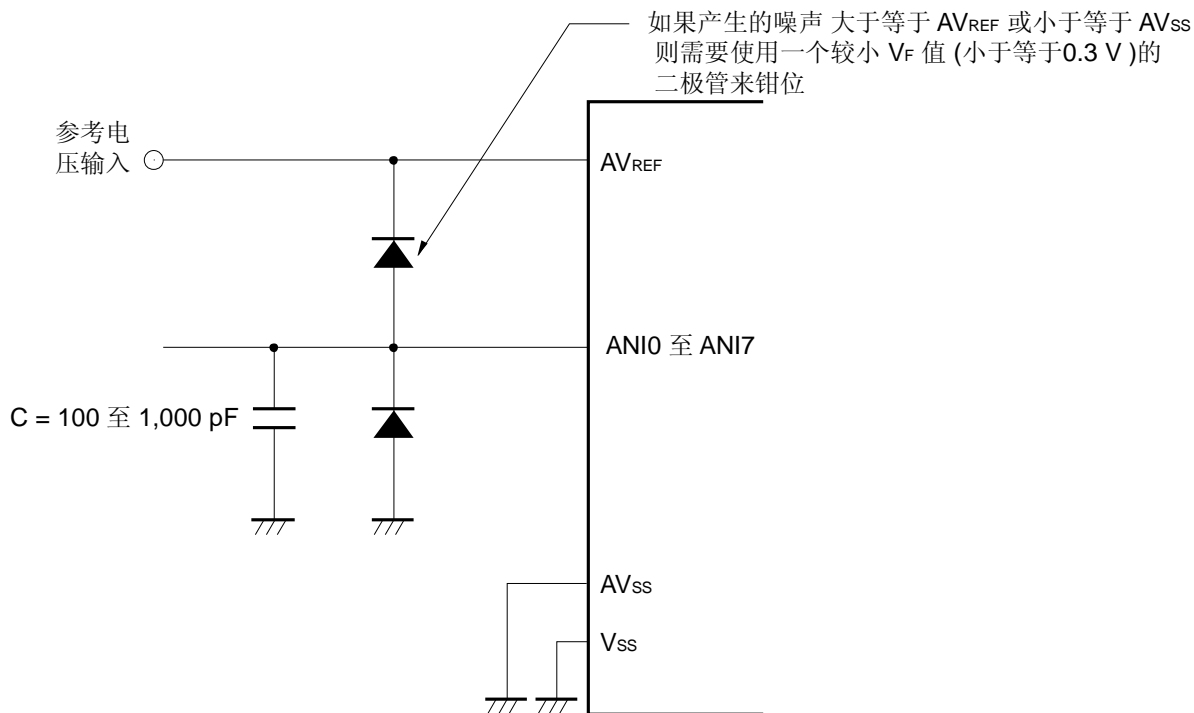 如果产生的噪声 大于等于 AVREF 或小于等于 AVSS
则需要使用一个较小 VF 值 (小于等于0.3 V )的
二极管来钳位
参考电
压输入
AVREF
ANI0 至 ANI7
C = 100 至 1,000 pF
AVSS
VSS